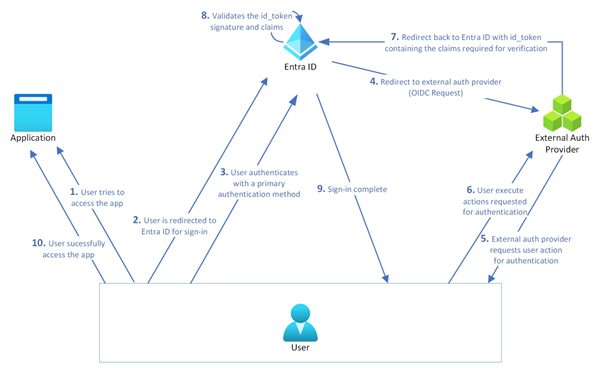 8. Validates the id_token
signature and claims
Entra ID
7. Redirect back to Entra ID with id_token
containing the claims required for verification
4. Redirect to external auth provider
(OIDC Request)
Application
External Auth
Provider
1. User tries to
access the app
2. User is redirected to
Entra ID for sign-in
3. User authenticates
with a primary
authentication method
9. Sign-in complete
6. User execute
actions requested
for authentication
5. External auth provider
requests user action
for authentication
10. User sucessfully
access the app
User